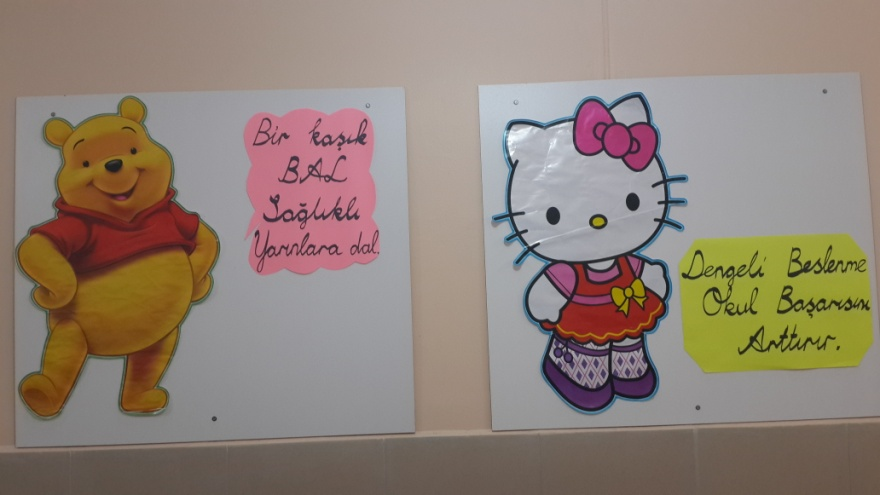 Bir kaşık
BAL
Sağlıklı
Yarınlara dal.
Dengeli Beslenme
Okul Başarısını
Arttırır.